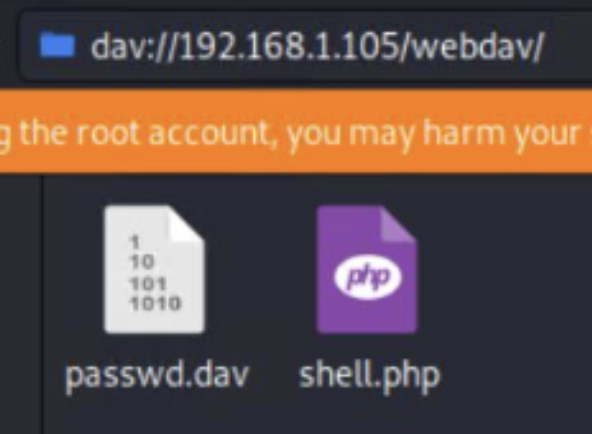 dav://192.168.1.105/webdav/
g the root account, you may harm your
1
10
101
1010
php
passwd.dav
shell.php